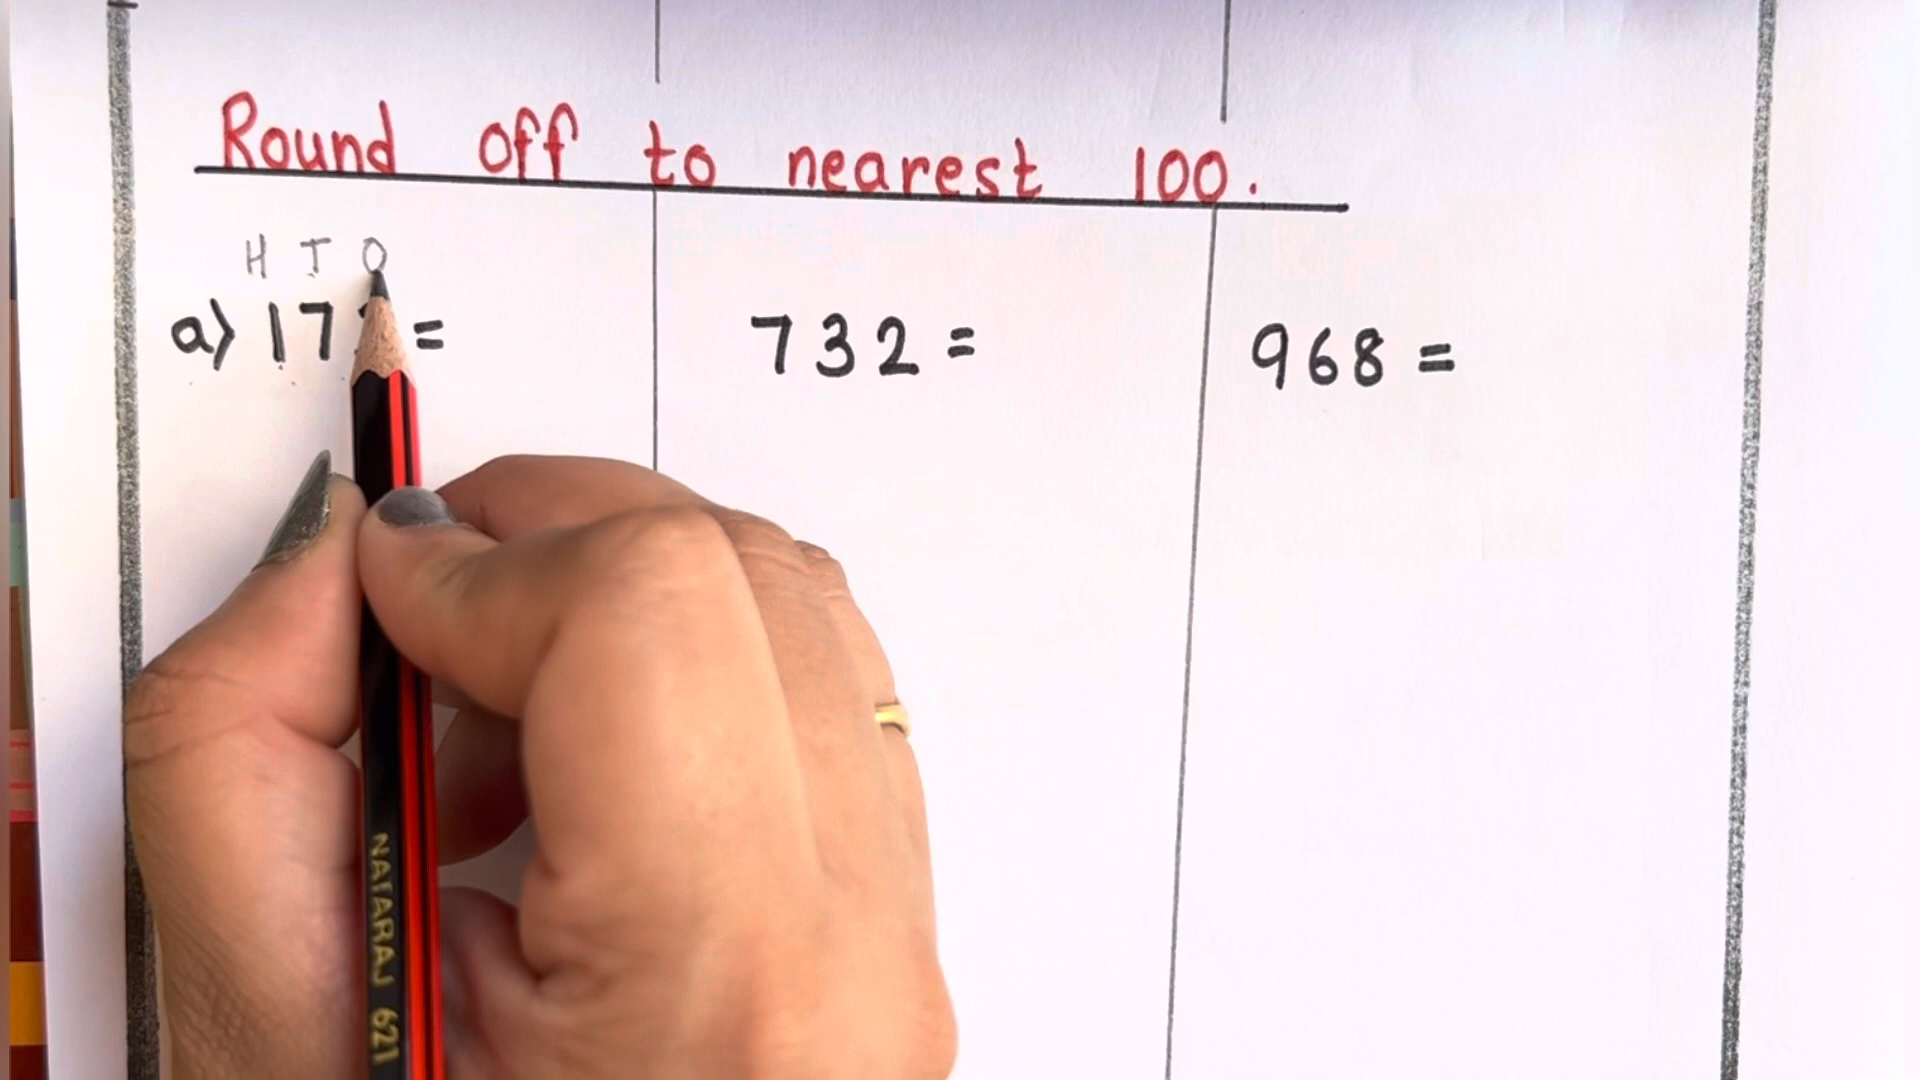 Round off to nearest 100.
H T O
a) 17 =
732 =
968 =
NATARAJ 621